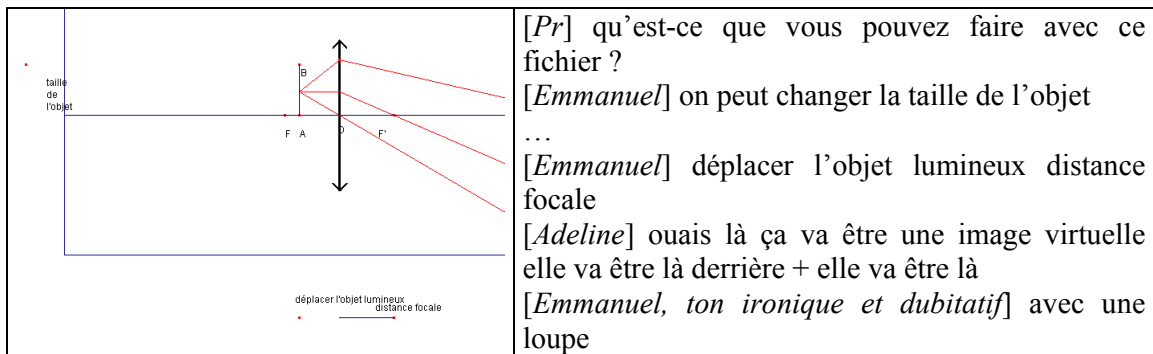 taille
de
l'objet
B
F A O F'
déplacer l'objet lumineux
distance focale
[Pr] qu’est-ce que vous pouvez faire avec ce
fichier ?
[Emmanuel] on peut changer la taille de l’objet
…
[Emmanuel] déplacer l’objet lumineux distance
focale
[Adeline] ouais là ça va être une image virtuelle
elle va être là derrière + elle va être là
[Emmanuel, ton ironique et dubitatif] avec une
loupe